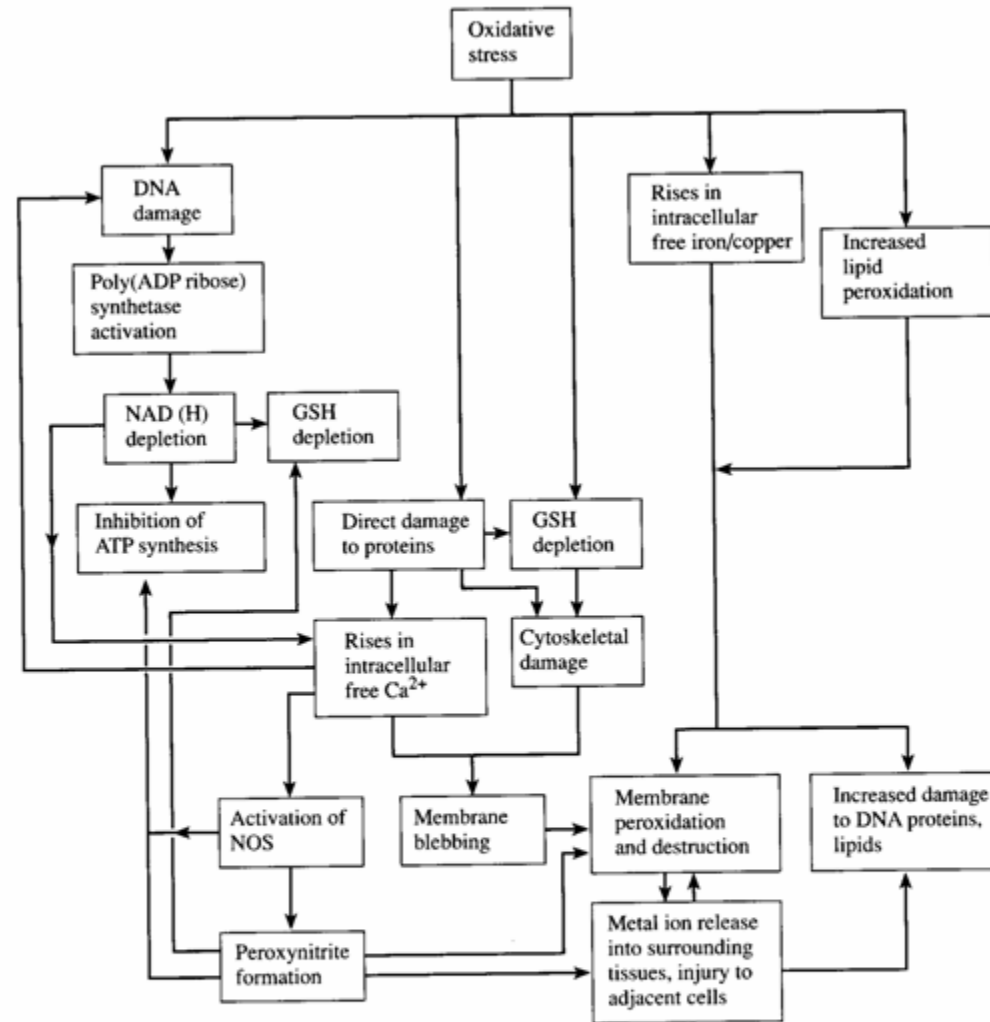 Oxidative
stress
DNA
damage
Rises in
intracellular
free iron/copper
Increased
lipid
peroxidation
Poly(ADP ribose)
synthetase
activation
NAD (H)
depletion
GSH
depletion
Inhibition of
ATP synthesis
Direct damage
to proteins
GSH
depletion
Rises in
intracellular
free Ca²⁺
Cytoskeletal
damage
Activation of
NOS
Membrane
blebbing
Membrane
peroxidation
and destruction
Increased damage
to DNA proteins,
lipids
Peroxynitrite
formation
Metal ion release
into surrounding
tissues, injury to
adjacent cells